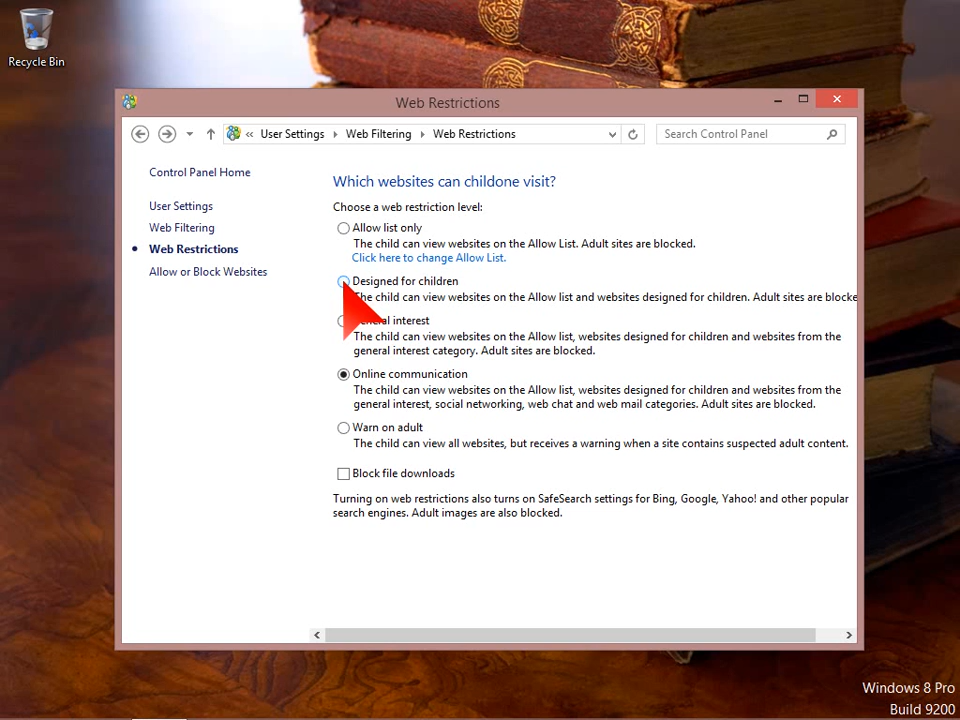 Recycle Bin
Web Restrictions
« User Settings Web Filtering Web Restrictions
Search Control Panel
Control Panel Home
User Settings
Web Filtering
Web Restrictions
Allow or Block Websites
Which websites can childone visit?
Choose a web restriction level:
Allow list only
The child can view websites on the Allow List. Adult sites are blocked.
Click here to change Allow List.
Designed for children
The child can view websites on the Allow list and websites designed for children. Adult sites are blocke
interest
The child can view websites on the Allow list, websites designed for children and websites from the
general interest category. Adult sites are blocked.
Online communication
The child can view websites on the Allow list, websites designed for children and websites from the
general interest, social networking, web chat and web mail categories. Adult sites are blocked.
Warn on adult
The child can view all websites, but receives a warning when a site contains suspected adult content.
Block file downloads
Turning on web restrictions also turns on SafeSearch settings for Bing, Google, Yahoo! and other popular
search engines. Adult images are also blocked.
Windows 8 Pro
Build 9200